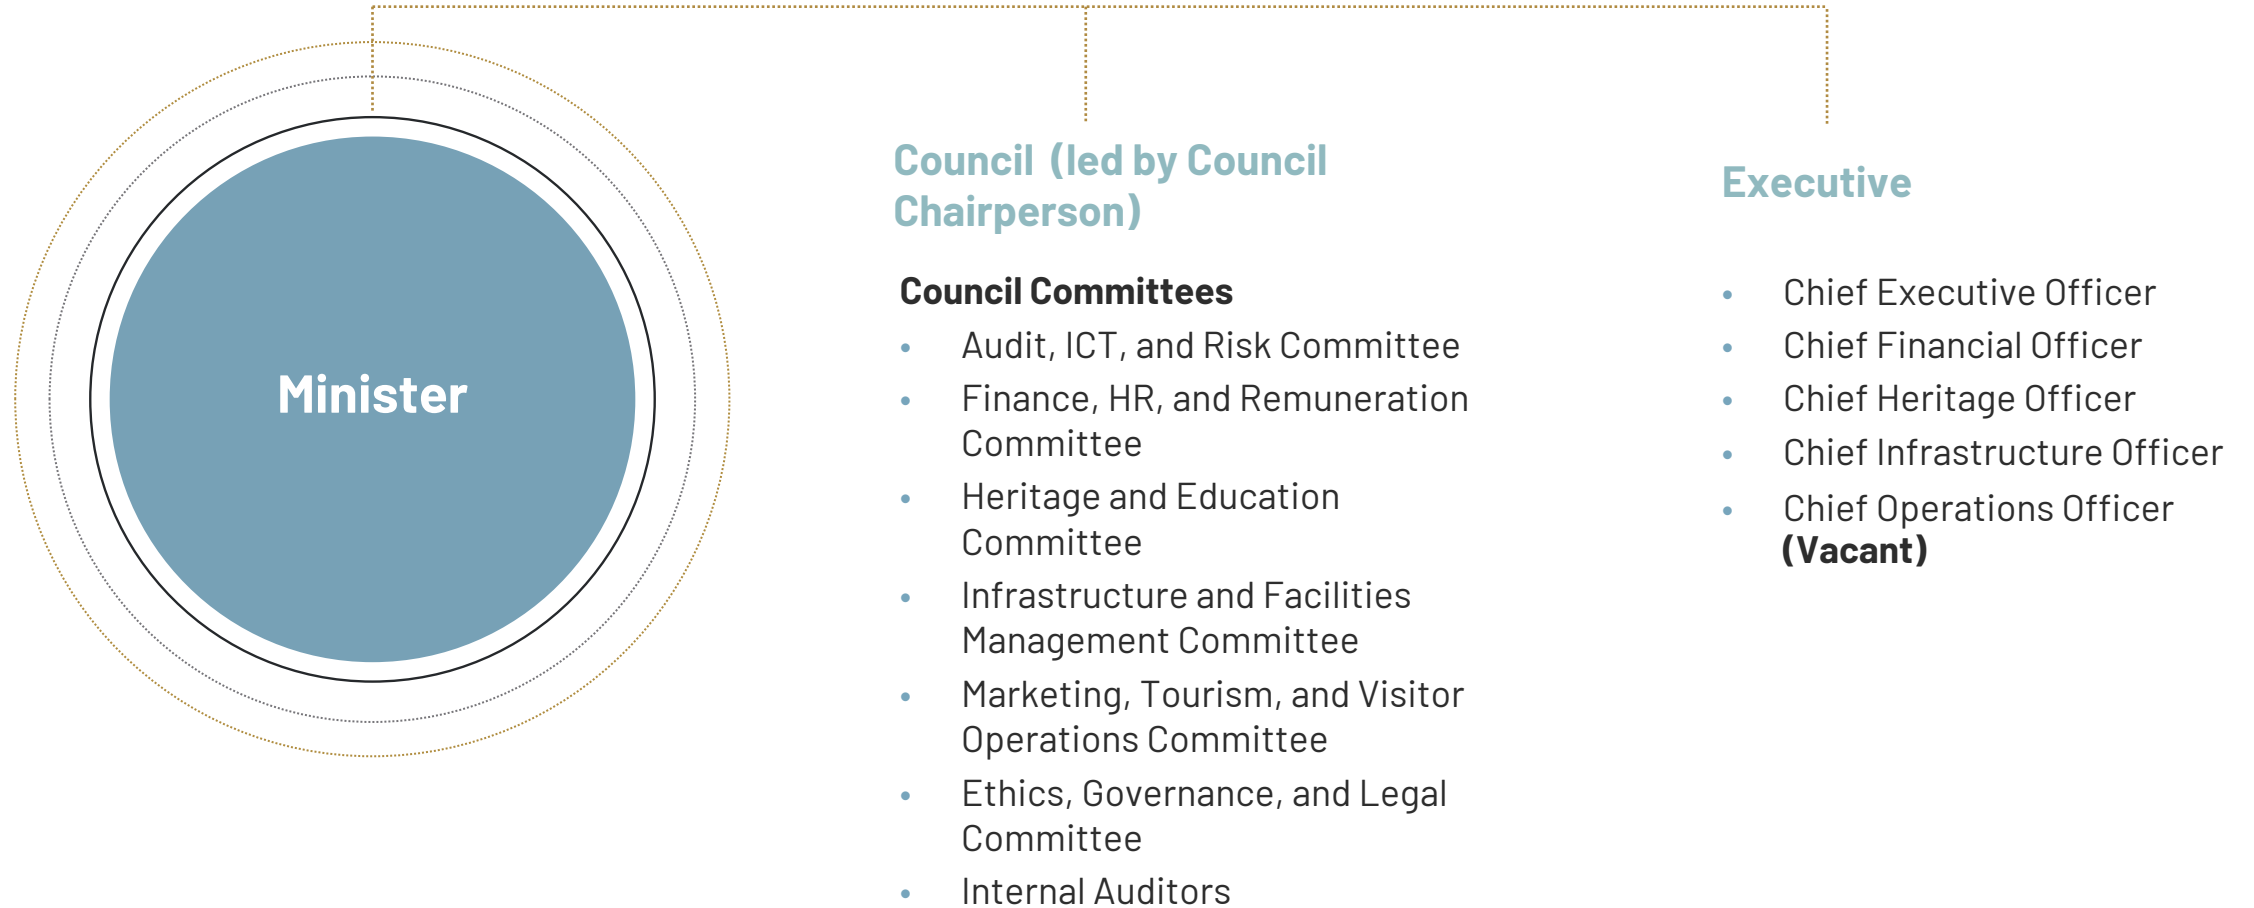 Minister
Council (led by Council
Chairperson)
Council Committees
• Audit, ICT, and Risk Committee
• Finance, HR, and Remuneration
Committee
• Heritage and Education
Committee
• Infrastructure and Facilities
Management Committee
• Marketing, Tourism, and Visitor
Operations Committee
• Ethics, Governance, and Legal
Committee
• Internal Auditors
Executive
• Chief Executive Officer
• Chief Financial Officer
• Chief Heritage Officer
• Chief Infrastructure Officer
• Chief Operations Officer
(Vacant)